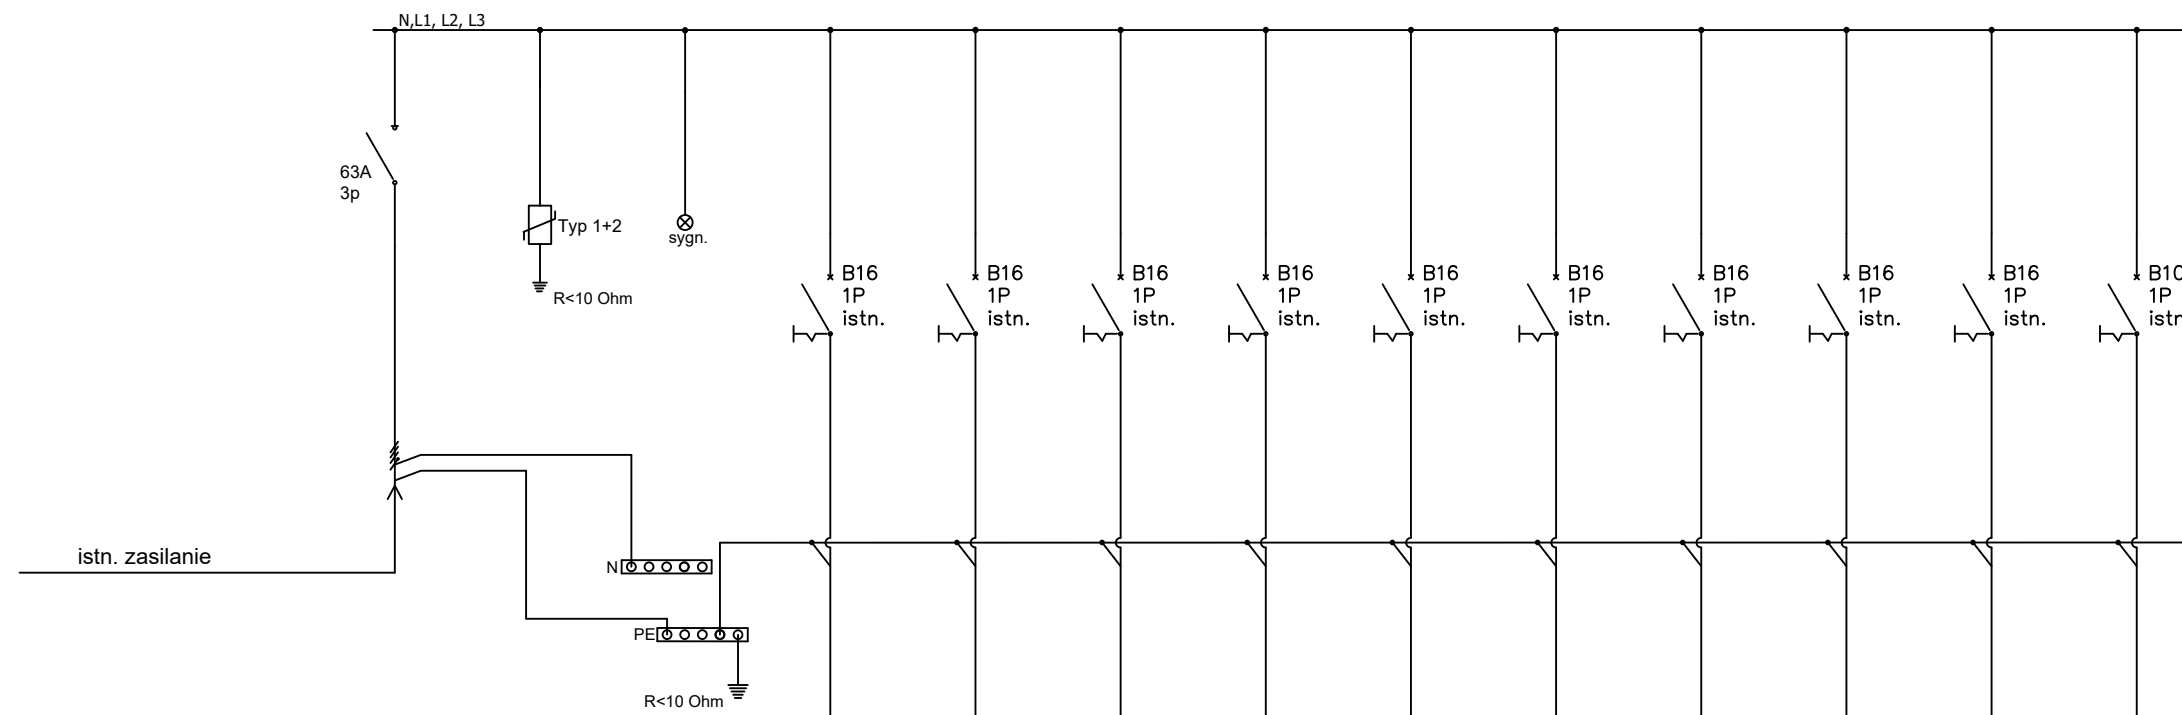 N,L1, L2, L3
63A
3p
Typ 1+2
R<10 Ohm
sygn.
B16
1P
istn.
B16
1P
istn.
B16
1P
istn.
B16
1P
istn.
B16
1P
istn.
B16
1P
istn.
B16
1P
istn.
B16
1P
istn.
B16
1P
istn.
B10
1P
istn
istn. zasilanie
N
PE
R<10 Ohm